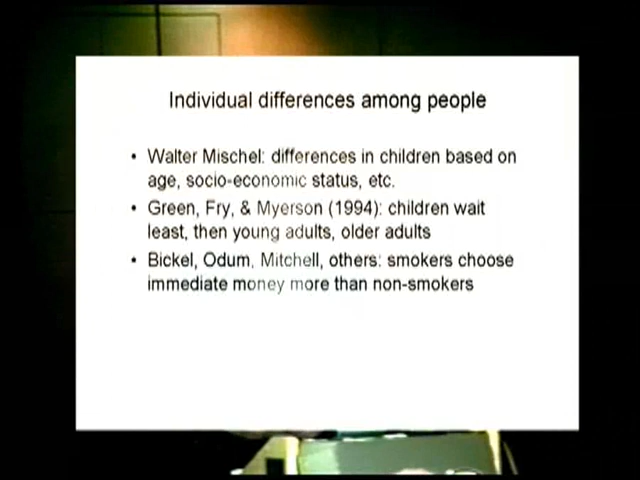 Individual differences among people
• Walter Mischel: differences in children based on
age, socio-economic status, etc.
• Green, Fry, & Myerson (1994): children wait
least, then young adults, older adults
• Bickel, Odum, Mitchell, others: smokers choose
immediate money more than non-smokers